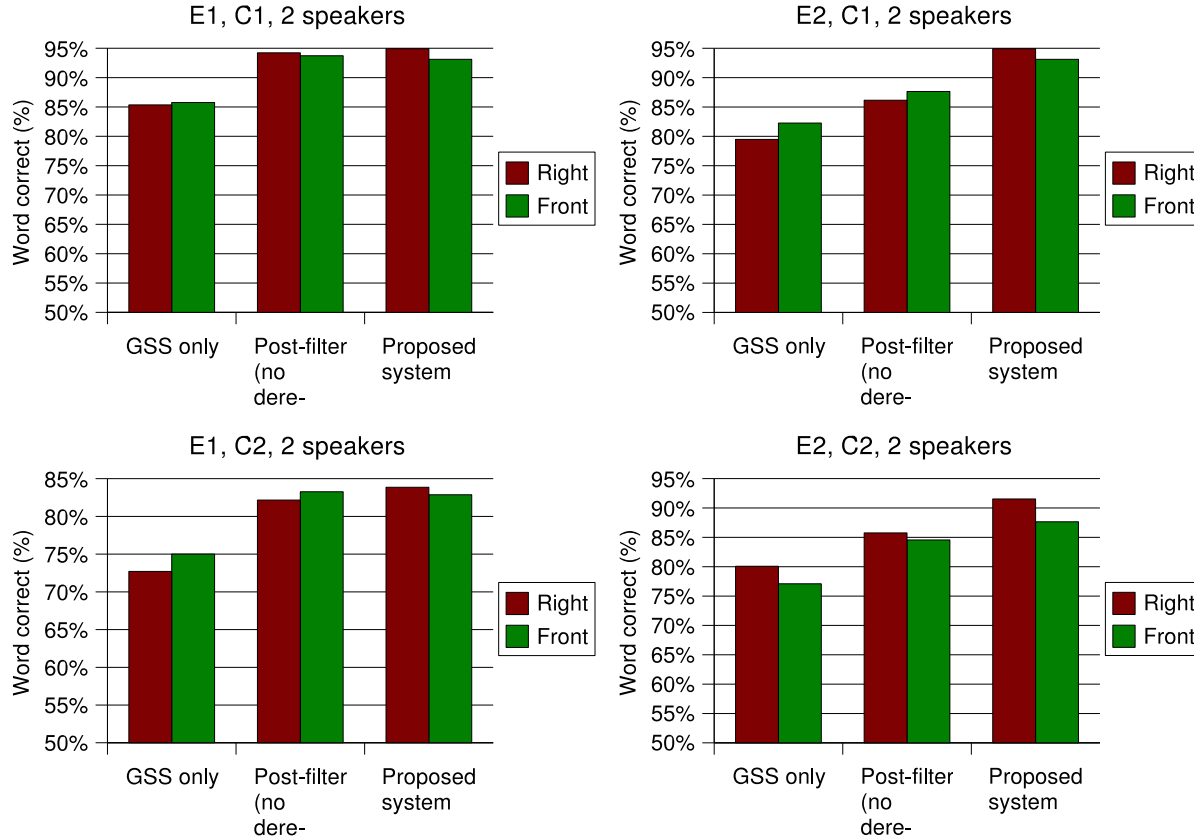 E1, C1, 2 speakers
Word correct (%)
95%
90%
85%
80%
75%
70%
65%
60%
55%
50%
GSS only
Post-filter
(no
dere-
Proposed
system
Right
Front
E2, C1, 2 speakers
Word correct (%)
95%
90%
85%
80%
75%
70%
65%
60%
55%
50%
GSS only
Post-filter
(no
dere-
Proposed
system
Right
Front
E1, C2, 2 speakers
Word correct (%)
85%
80%
75%
70%
65%
60%
55%
50%
GSS only
Post-filter
(no
dere-
Proposed
system
Right
Front
E2, C2, 2 speakers
Word correct (%)
95%
90%
85%
80%
75%
70%
65%
60%
55%
50%
GSS only
Post-filter
(no
dere-
Proposed
system
Right
Front